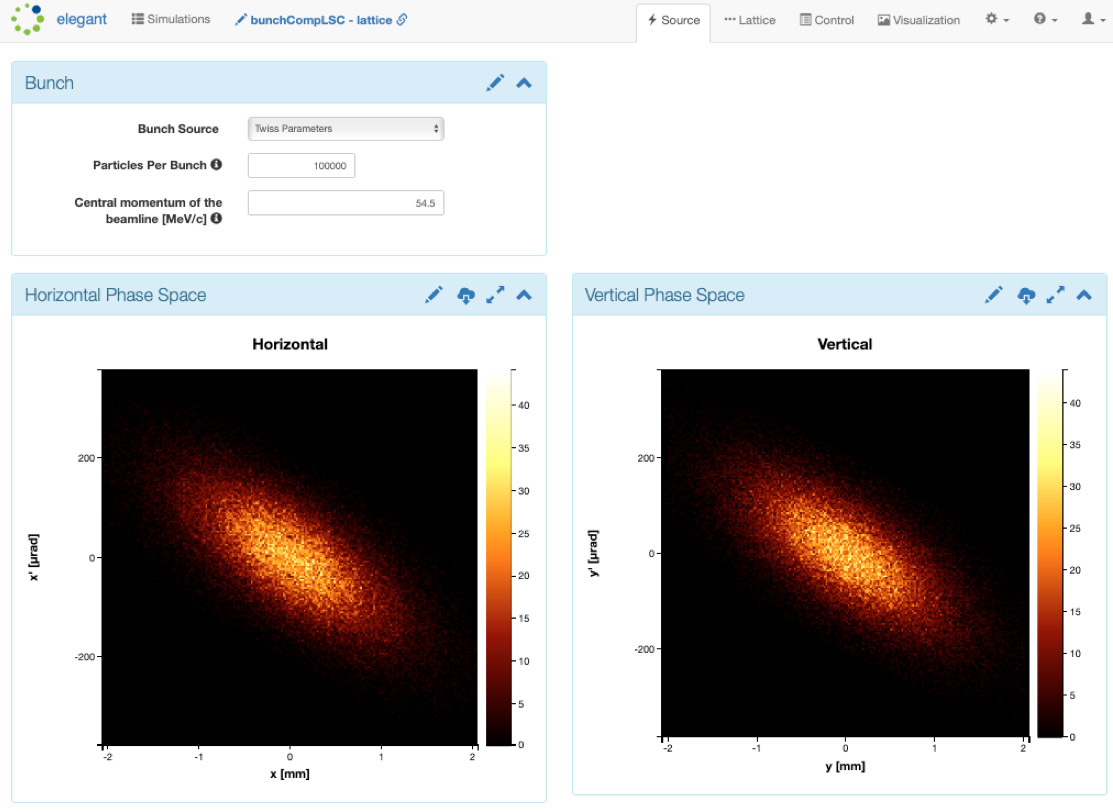 elegant Simulations bunchCompLSC - lattice Source Lattice Control Visualization
Bunch
Bunch Source Twiss Parameters
Particles Per Bunch 100000
Central momentum of the
beamline [MeV/c] 54.5
Horizontal Phase Space
Horizontal
40
35
30
25
20
15
10
5
0
200
0
-200
x' [μrad]
-2 -1 0 1 2
x [mm]
Vertical Phase Space
Vertical
40
35
30
25
20
15
10
5
0
200
0
-200
y' [μrad]
-2 -1 0 1 2
y [mm]